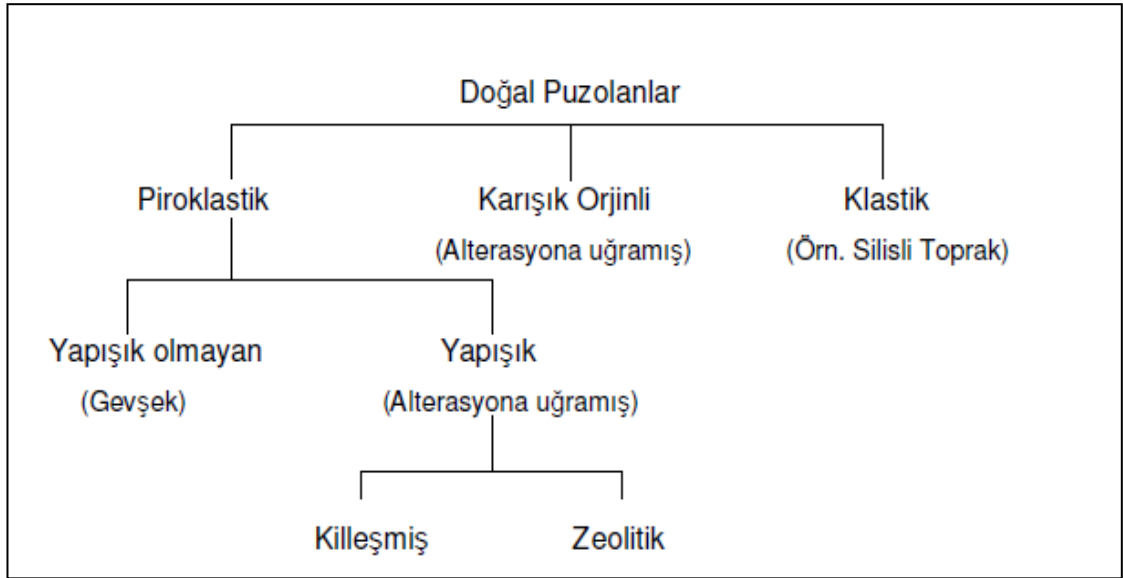 Doğal Puzolanlar
Piroklastik
Karışık Orjinli
Klastik
(Alterasyona uğramış)
(Örn. Silisli Toprak)
Yapışık olmayan
Yapışık
(Gevşek)
(Alterasyona uğramış)
Killeşmiş
Zeolitik